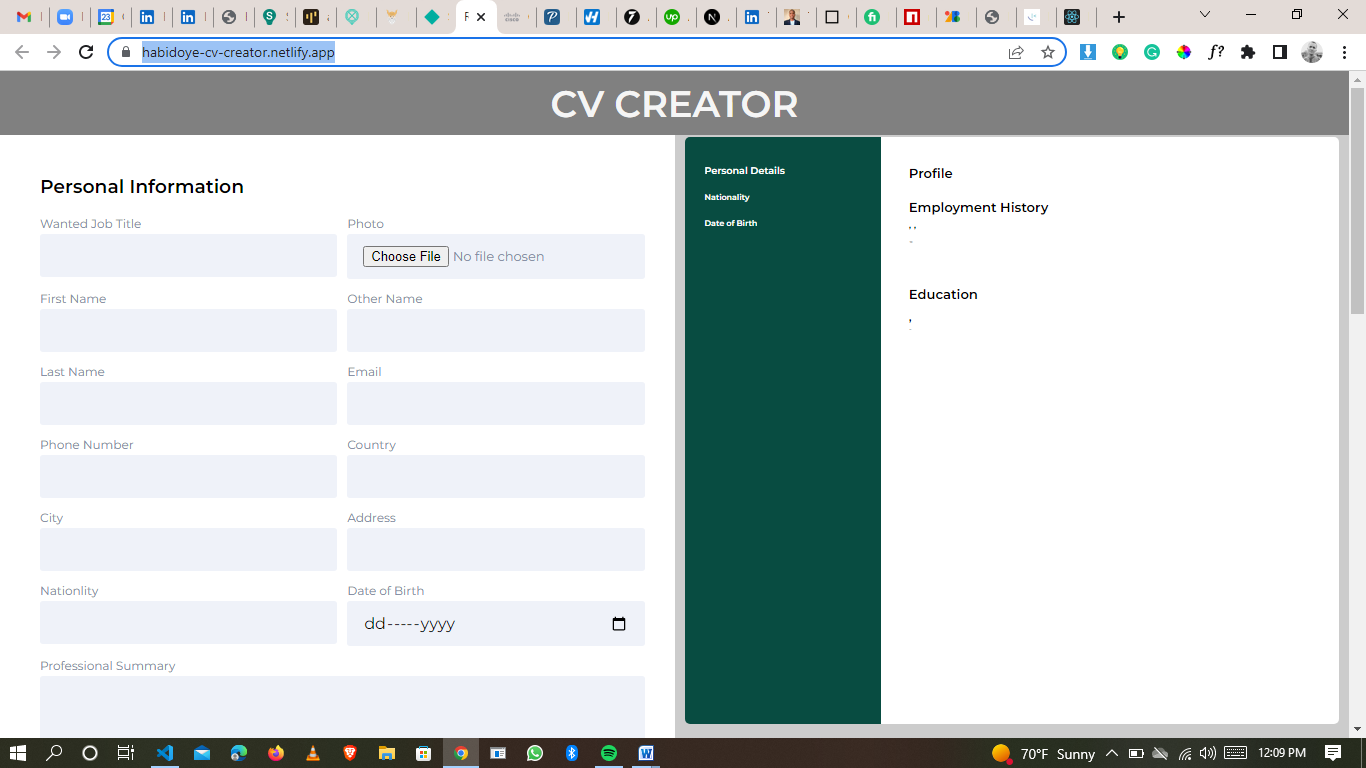 habidoye-cv-creator.netlify.app
CV CREATOR
Personal Information
Wanted Job Title
Photo
Choose File No file chosen
First Name
Other Name
Last Name
Email
Phone Number
Country
City
Address
Nationlity
Date of Birth
dd-----yyyy
Professional Summary
Personal Details
Nationality
Date of Birth
Profile
Employment History
, ,
-
Education
,
-
70°F Sunny
12:09 PM